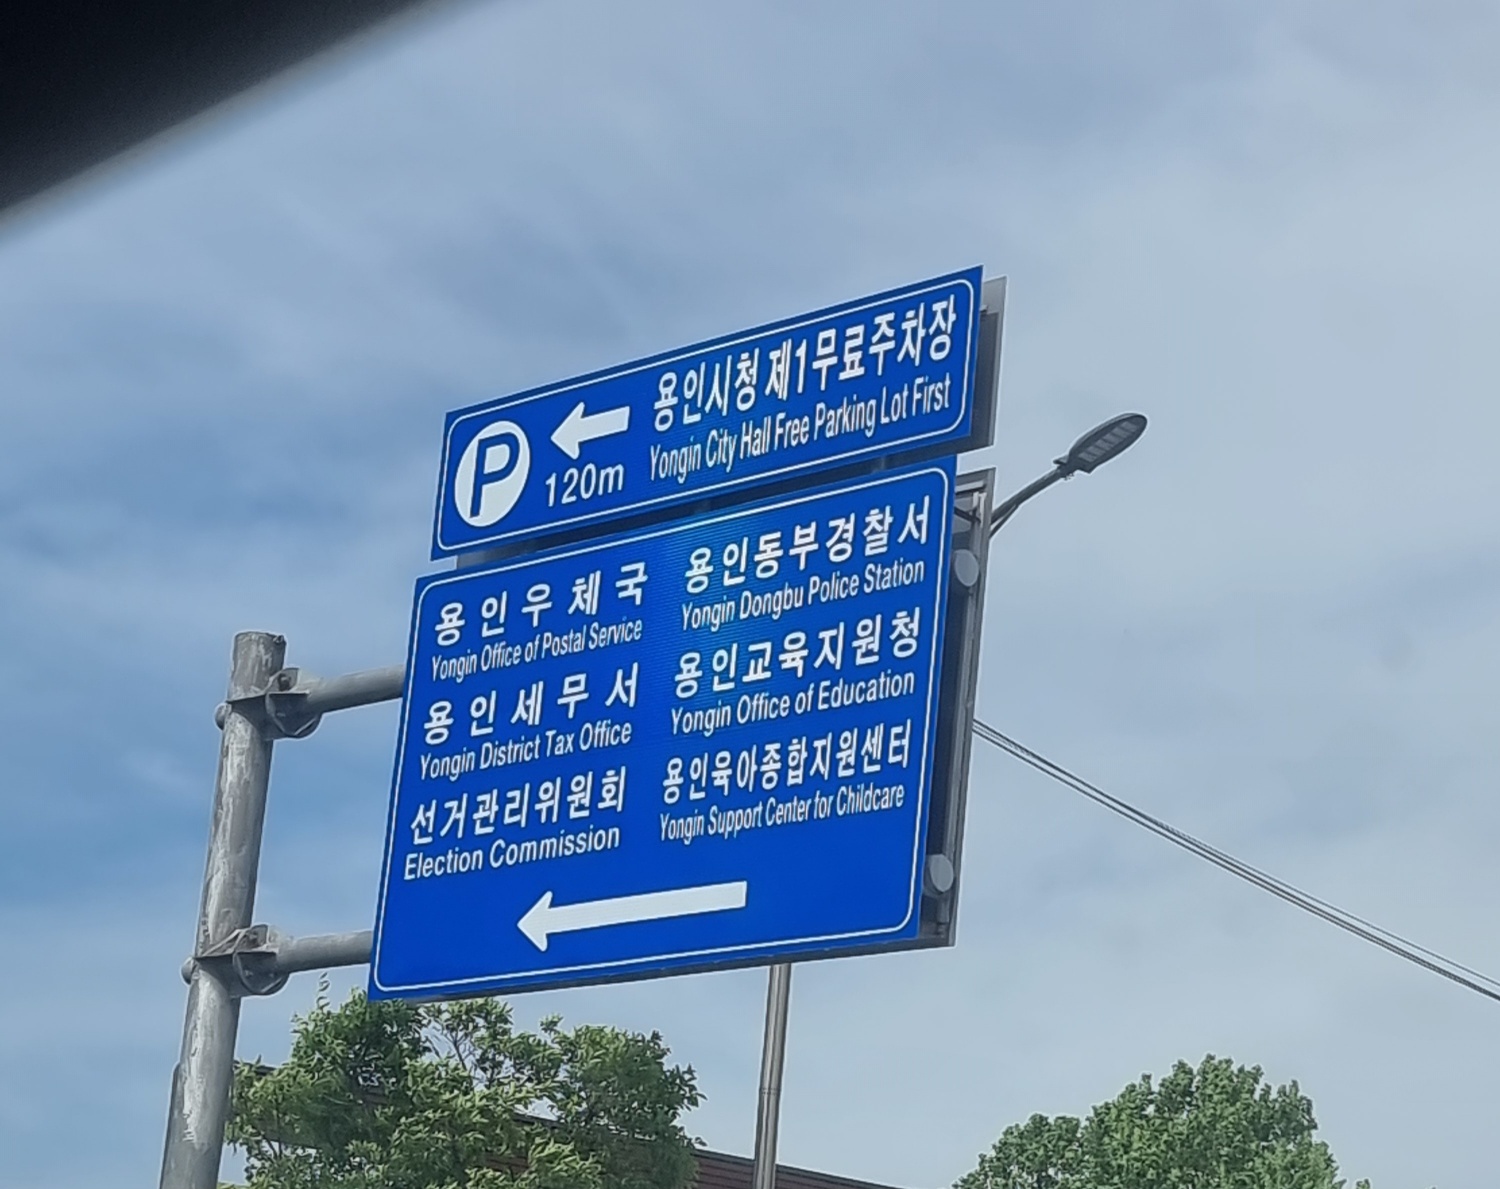 P
120m
용인시청 제1무료주차장
Yongin City Hall Free Parking Lot First
용인우체국
Yongin Office of Postal Service
용인세무서
Yongin District Tax Office
선거관리위원회
Election Commission
용인동부경찰서
Yongin Dongbu Police Station
용인교육지원청
Yongin Office of Education
용인육아종합지원센터
Yongin Support Center for Childcare